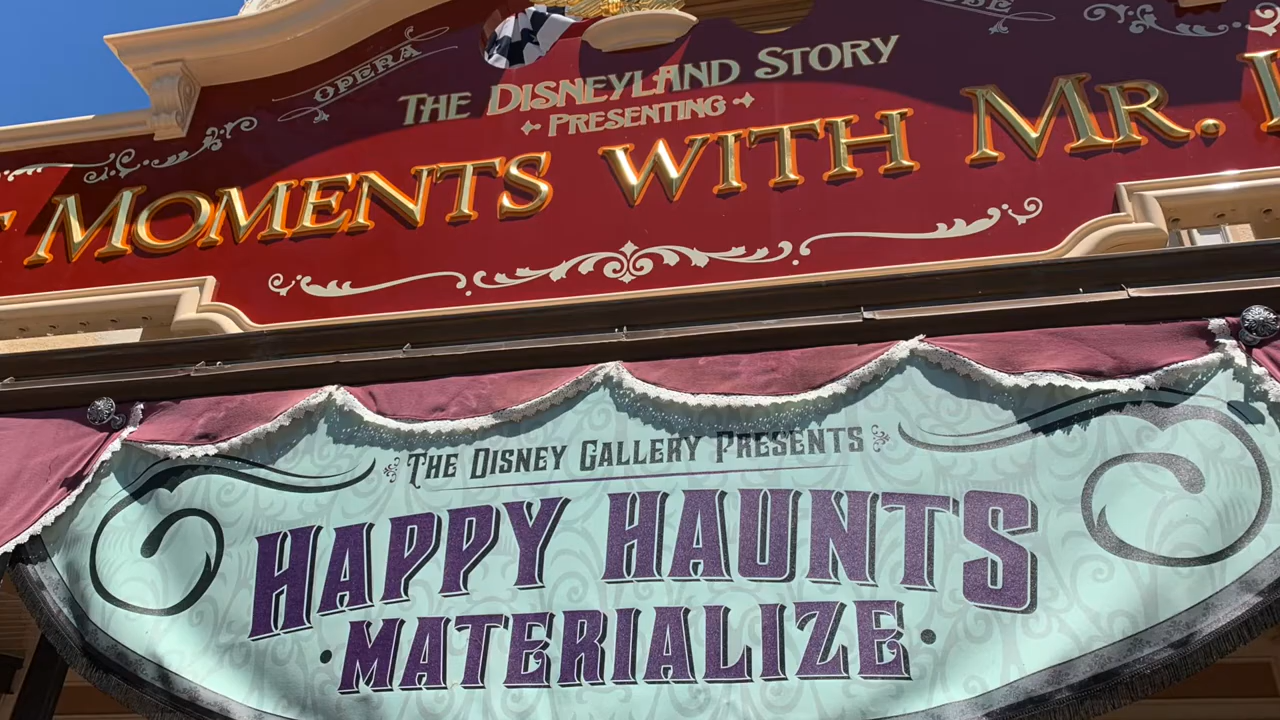 OPERA
THE DISNEYLAND STORY
PRESENTING
MOMENTS WITH MR.
THE DISNEY GALLERY PRESENTS
HAPPY HAUNTS
MATERIALIZE